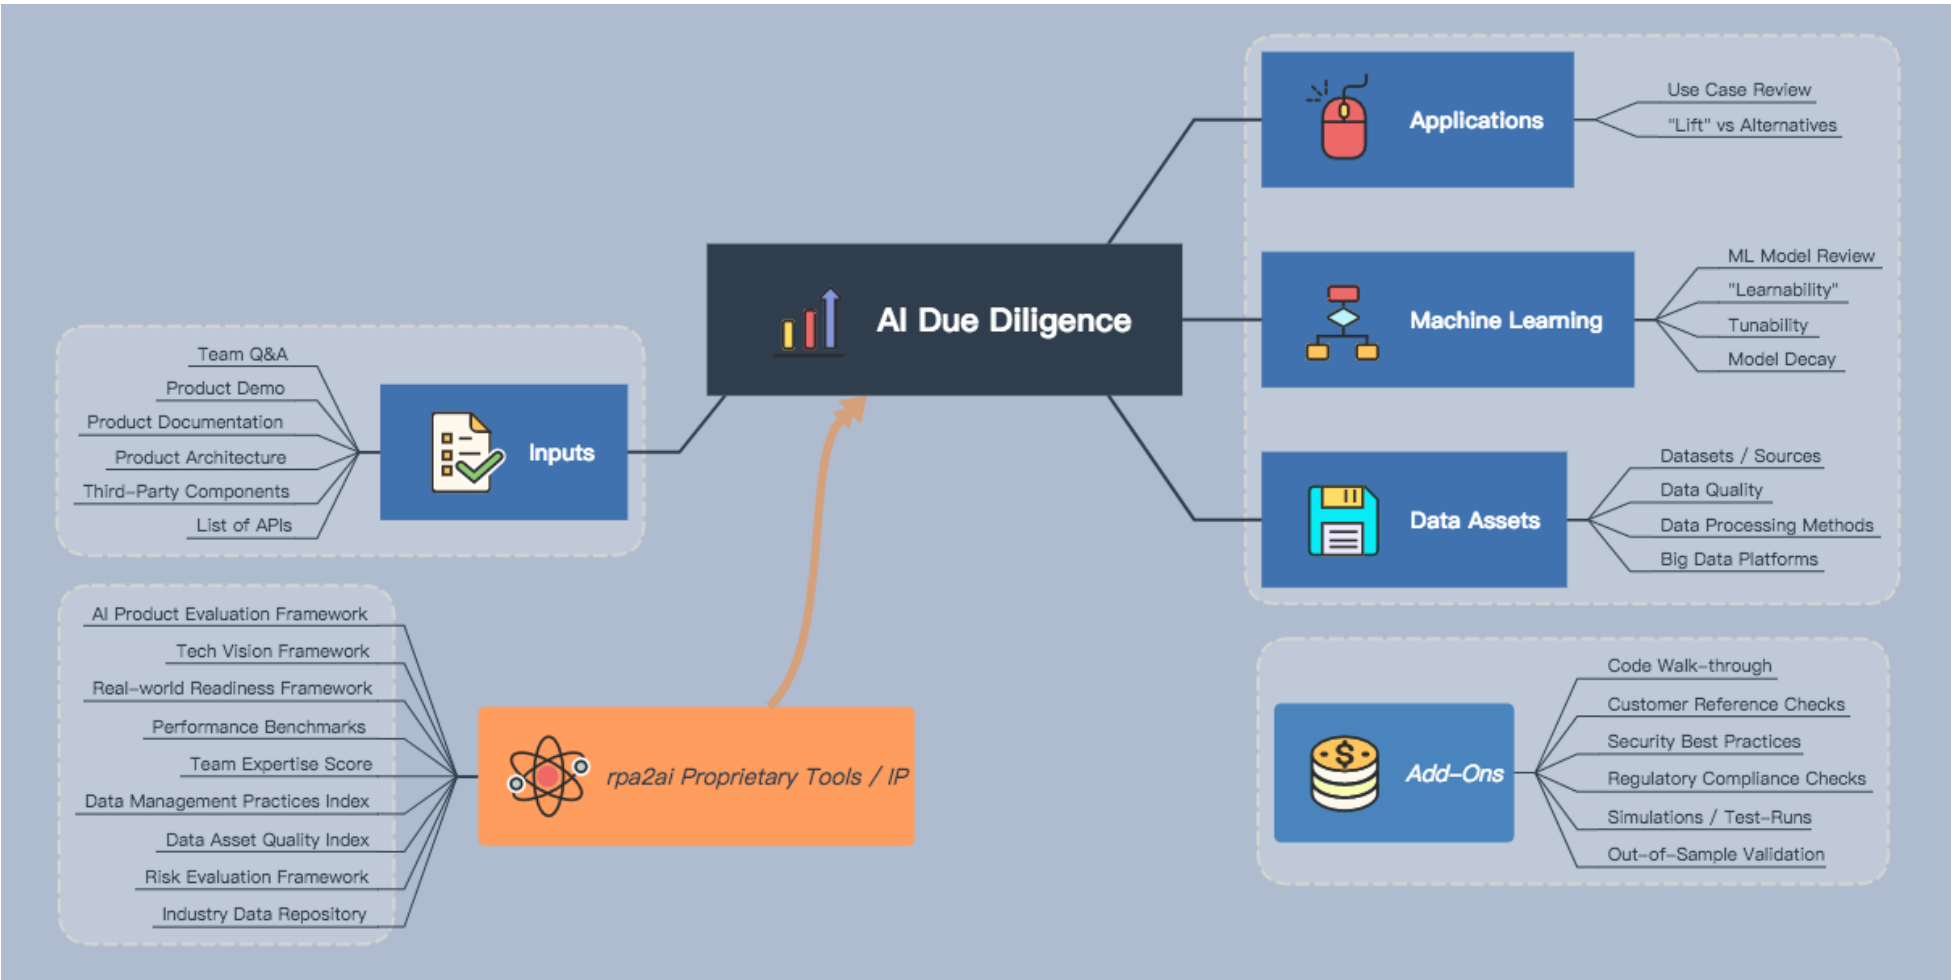 AI Due Diligence
Applications
Use Case Review
"Lift" vs Alternatives
Machine Learning
ML Model Review
"Learnability"
Tunability
Model Decay
Data Assets
Datasets / Sources
Data Quality
Data Processing Methods
Big Data Platforms
Inputs
Team Q&A
Product Demo
Product Documentation
Product Architecture
Third-Party Components
List of APIs
rpa2ai Proprietary Tools / IP
AI Product Evaluation Framework
Tech Vision Framework
Real-world Readiness Framework
Performance Benchmarks
Team Expertise Score
Data Management Practices Index
Data Asset Quality Index
Risk Evaluation Framework
Industry Data Repository
$
Add-Ons
Code Walk-through
Customer Reference Checks
Security Best Practices
Regulatory Compliance Checks
Simulations / Test-Runs
Out-of-Sample Validation